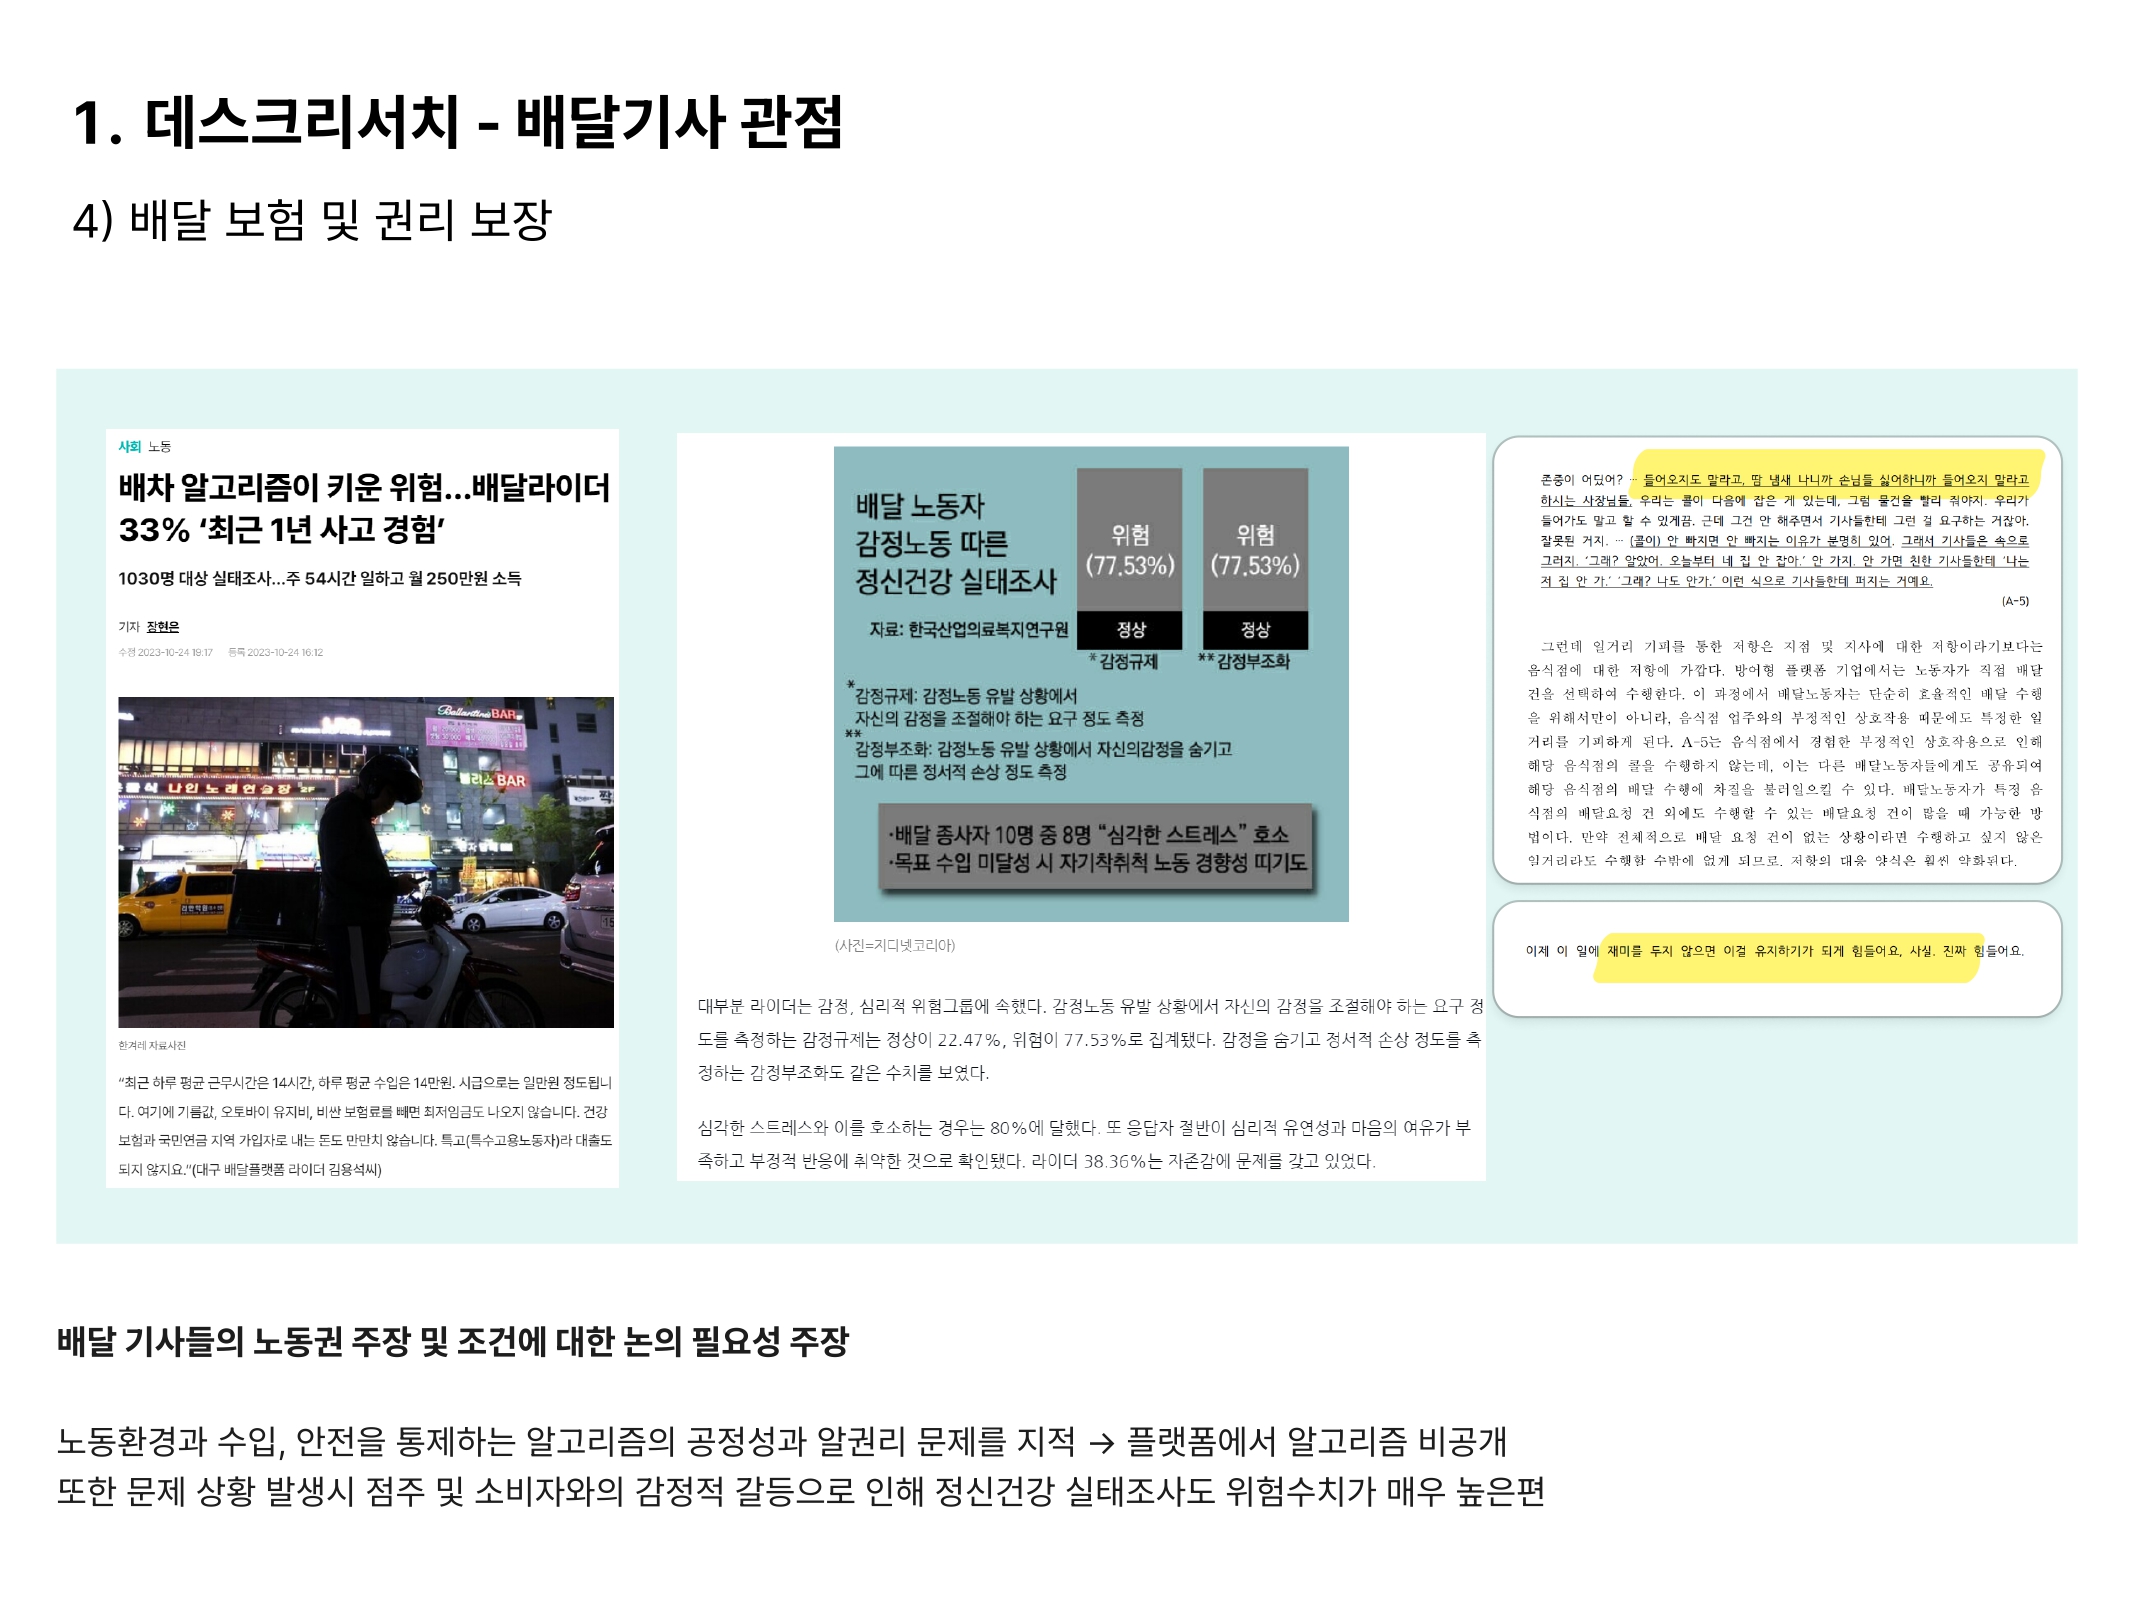 1. 데스크리서치 - 배달기사 관점
4) 배달 보험 및 권리 보장
사회 노동
배차 알고리즘이 키운 위험…배달라이더
33% ‘최근 1년 사고 경험’
1030명 대상 실태조사…주 54시간 일하고 월 250만원 소득
기자 장현은
수정 2023-10-24 19:17 등록 2023-10-24 16:12
Ballantine's BAR
발리스 BAR
나인노래연습장 2F
한겨레 자료사진
“최근 하루 평균 근무시간은 14시간, 하루 평균 수입은 14만원. 시급으로는 일만원 정도됩니
다. 여기에 기름값, 오토바이 유지비, 비싼 보험료를 빼면 최저임금도 나오지 않습니다. 건강
보험과 국민연금 지역 가입자로 내는 돈도 만만치 않습니다. 특고(특수고용노동자)라 대출도
되지 않지요.”(대구 배달플랫폼 라이더 김용석씨)
배달 노동자
감정노동 따른
정신건강 실태조사
자료: 한국산업의료복지연구원
위험
(77.53%)
정상
*감정규제
위험
(77.53%)
정상
**감정부조화
*
감정규제: 감정노동 유발 상황에서
자신의 감정을 조절해야 하는 요구 정도 측정
**
감정부조화: 감정노동 유발 상황에서 자신의감정을 숨기고
그에 따른 정서적 손상 정도 측정
·배달 종사자 10명 중 8명 “심각한 스트레스” 호소
·목표 수입 미달성 시 자기착취척 노동 경향성 띠기도
(사진=지디넷코리아)
대부분 라이더는 감정, 심리적 위험그룹에 속했다. 감정노동 유발 상황에서 자신의 감정을 조절해야 하는 요구 정
도를 측정하는 감정규제는 정상이 22.47%, 위험이 77.53%로 집계됐다. 감정을 숨기고 정서적 손상 정도를 측
정하는 감정부조화도 같은 수치를 보였다.
심각한 스트레스와 이를 호소하는 경우는 80%에 달했다. 또 응답자 절반이 심리적 유연성과 마음의 여유가 부
족하고 부정적 반응에 취약한 것으로 확인됐다. 라이더 38.36%는 자존감에 문제를 갖고 있었다.
존중이 어딨어? … 들어오지도 말라고, 땀 냄새 나니까 손님들 싫어하니까 들어오지 말라고
하시는 사장님들, 우리는 콜이 다음에 잡은 게 있는데, 그럼 물건을 빨리 줘야지. 우리가
들어가도 말고 할 수 있게끔. 근데 그건 안 해주면서 기사들한테 그런 걸 요구하는 거잖아.
잘못된 거지. … (콜이) 안 빠지면 안 빠지는 이유가 분명히 있어. 그래서 기사들은 속으로
그러지. ‘그래? 알았어. 오늘부터 네 집 안 잡아.’ 안 가지. 안 가면 친한 기사들한테 ‘나는
저 집 안 가.’ ‘그래? 나도 안가.’ 이런 식으로 기사들한테 퍼지는 거예요.
(A-5)
그런데 일거리 기피를 통한 저항은 지점 및 지사에 대한 저항이라기보다는
음식점에 대한 저항에 가깝다. 방어형 플랫폼 기업에서는 노동자가 직접 배달
건을 선택하여 수행한다. 이 과정에서 배달노동자는 단순히 효율적인 배달 수행
을 위해서만이 아니라, 음식점 업주와의 부정적인 상호작용 때문에도 특정한 일
거리를 기피하게 된다. A-5는 음식점에서 경험한 부정적인 상호작용으로 인해
해당 음식점의 콜을 수행하지 않는데, 이는 다른 배달노동자들에게도 공유되어
해당 음식점의 배달 수행에 차질을 불러일으킬 수 있다. 배달노동자가 특정 음
식점의 배달요청 건 외에도 수행할 수 있는 배달요청 건이 많을 때 가능한 방
법이다. 만약 전체적으로 배달 요청 건이 없는 상황이라면 수행하고 싶지 않은
일거리라도 수행할 수밖에 없게 되므로, 저항의 대응 양식은 훨씬 약화된다.
이제 이 일에 재미를 두지 않으면 이걸 유지하기가 되게 힘들어요, 사실. 진짜 힘들어요.
배달 기사들의 노동권 주장 및 조건에 대한 논의 필요성 주장
노동환경과 수입, 안전을 통제하는 알고리즘의 공정성과 알권리 문제를 지적 → 플랫폼에서 알고리즘 비공개
또한 문제 상황 발생시 점주 및 소비자와의 감정적 갈등으로 인해 정신건강 실태조사도 위험수치가 매우 높은편